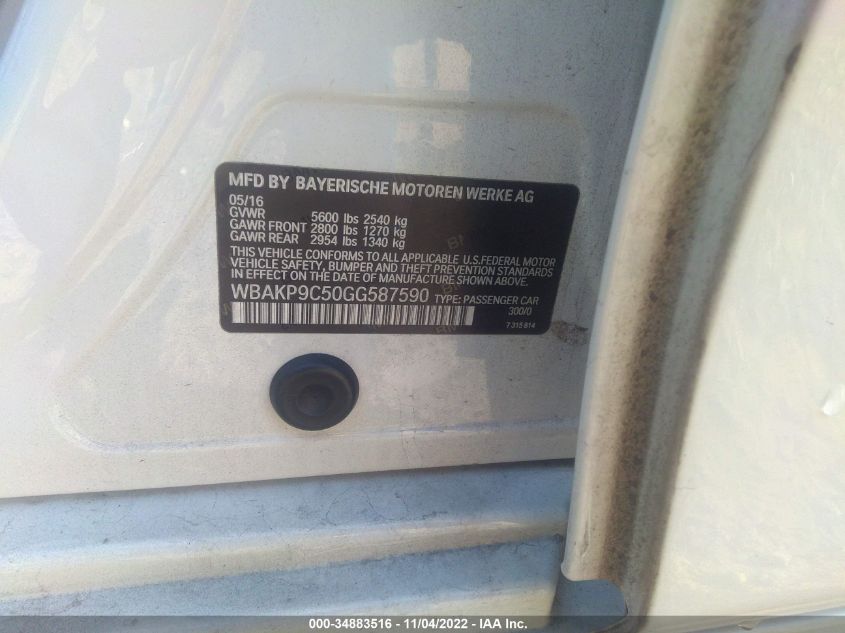 MFD BY BAYERISCHE MOTOREN WERKE AG
05/16
GVWR 5600 lbs 2540 kg
GAWR FRONT 2800 lbs 1270 kg
GAWR REAR 2954 lbs 1340 kg
THIS VEHICLE CONFORMS TO ALL APPLICABLE U.S.FEDERAL MOTOR
VEHICLE SAFETY, BUMPER AND THEFT PREVENTION STANDARDS
IN EFFECT ON THE DATE OF MANUFACTURE SHOWN ABOVE.
WBAKP9C50GG587590 TYPE: PASSENGER CAR
300/0
7 315 814
000-34883516 - 11/04/2022 - IAA Inc.